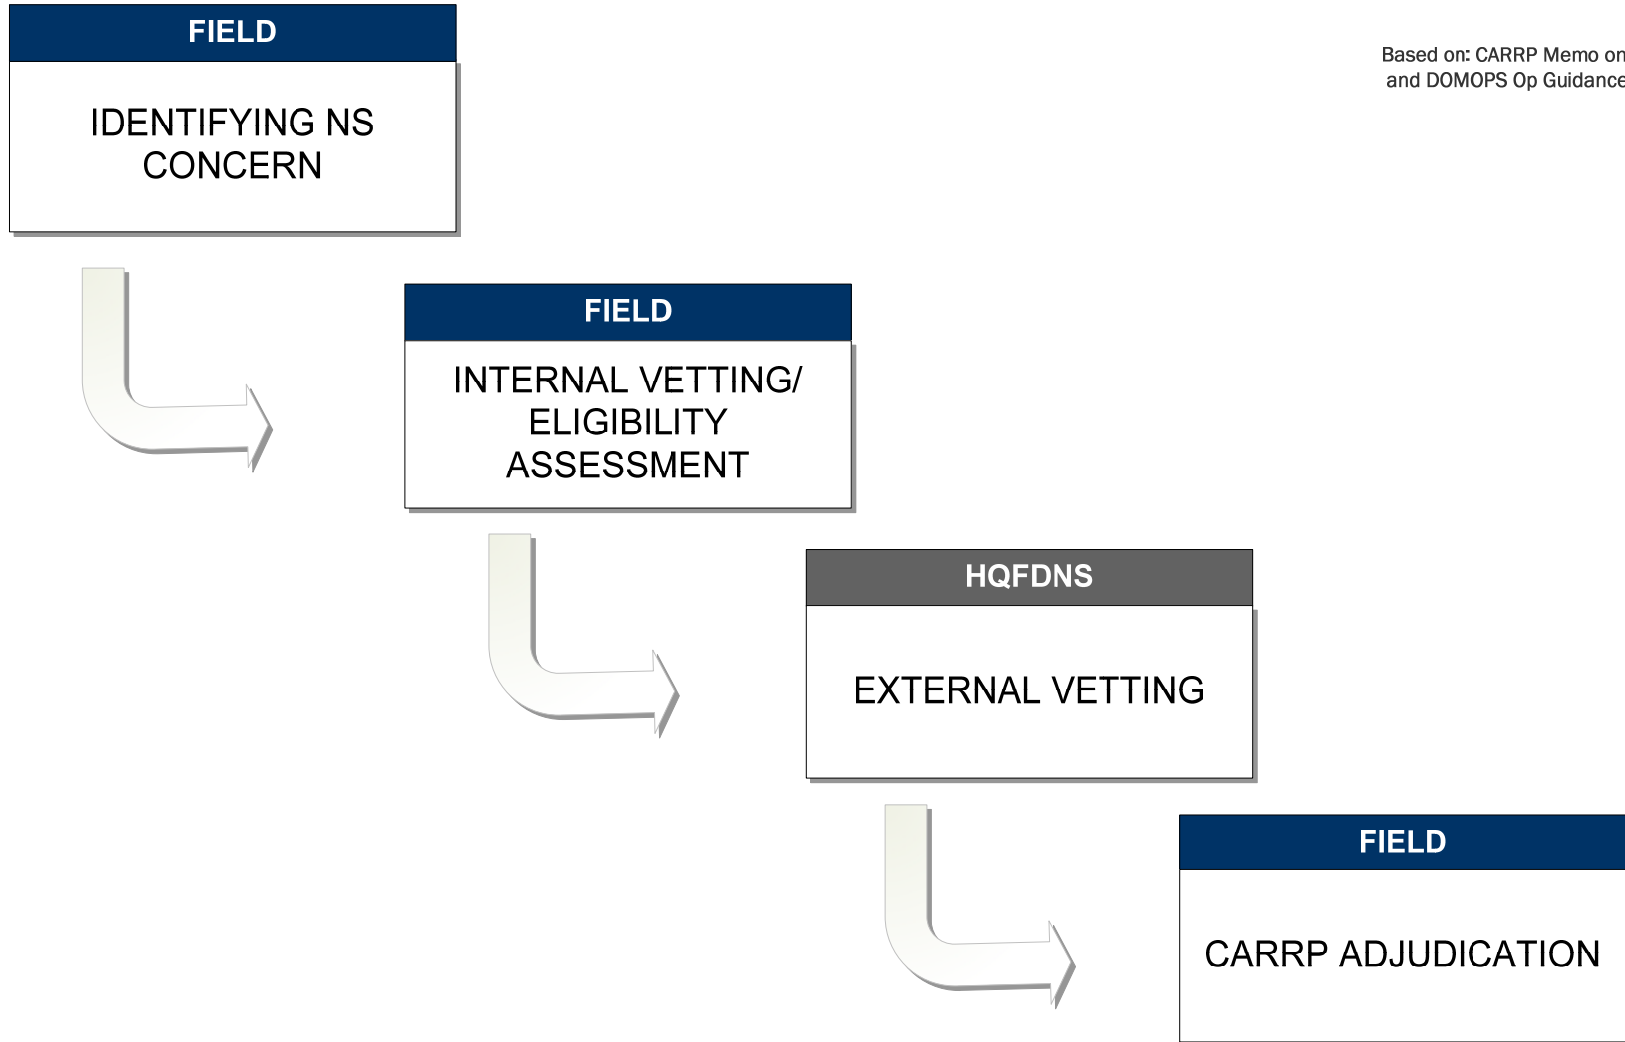 FIELD
IDENTIFYING NS
CONCERN
Based on: CARRP Memo on
and DOMOPS Op Guidance
FIELD
INTERNAL VETTING/
ELIGIBILITY
ASSESSMENT
HQFDNS
EXTERNAL VETTING
FIELD
CARRP ADJUDICATION